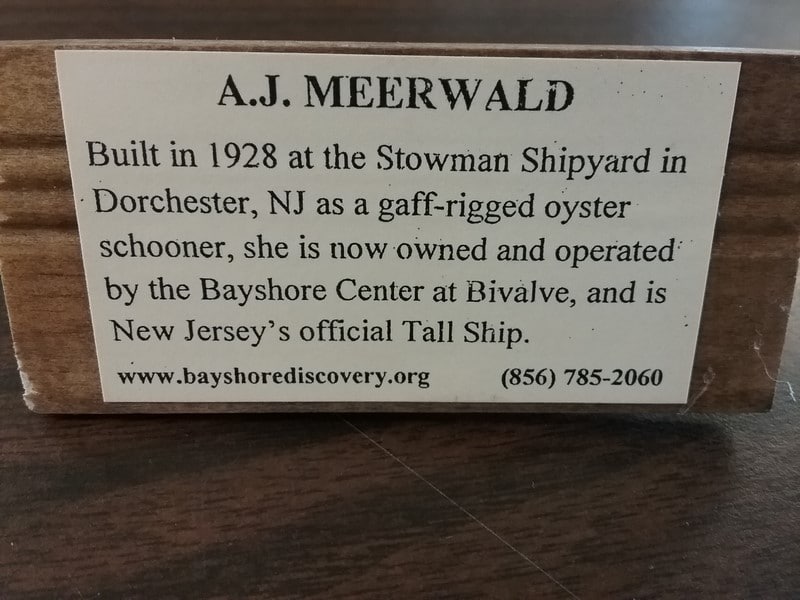 A.J. MEERWALD
Built in 1928 at the Stowman Shipyard in
Dorchester, NJ as a gaff-rigged oyster
schooner, she is now owned and operated
by the Bayshore Center at Bivalve, and is
New Jersey's official Tall Ship.
www.bayshorediscovery.org (856) 785-2060